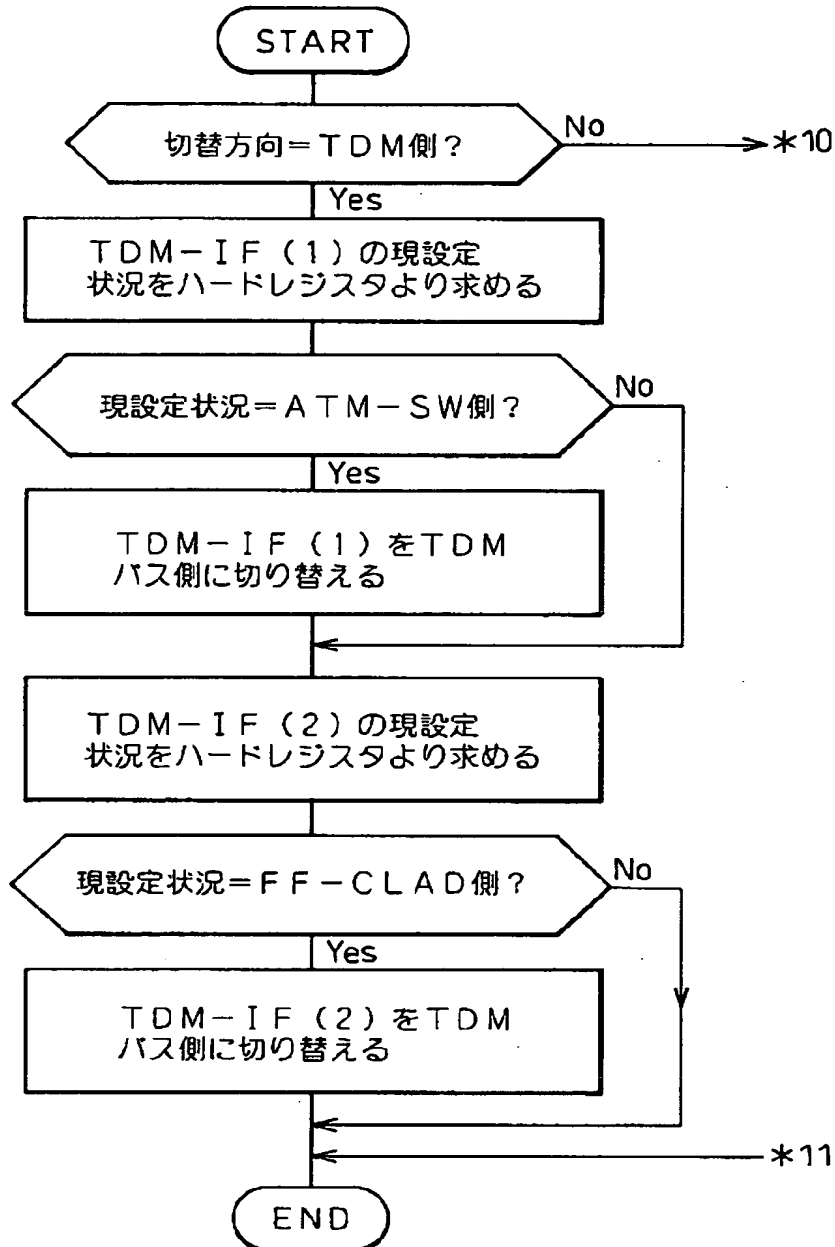 START
切替方向=TDM側?
No
*10
Yes
TDM-IF(1)の現設定
状況をハードレジスタより求める
現設定状況=ATM-SW側?
No
Yes
TDM-IF(1)をTDM
バス側に切り替える
TDM-IF(2)の現設定
状況をハードレジスタより求める
現設定状況=FF-CLAD側?
No
Yes
TDM-IF(2)をTDM
バス側に切り替える
*11
END